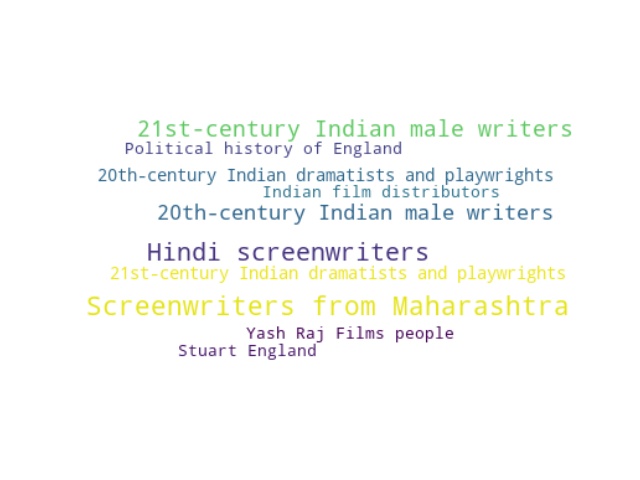 21st-century Indian male writers
Political history of England
20th-century Indian dramatists and playwrights
Indian film distributors
20th-century Indian male writers
Hindi screenwriters
21st-century Indian dramatists and playwrights
Screenwriters from Maharashtra
Yash Raj Films people
Stuart England